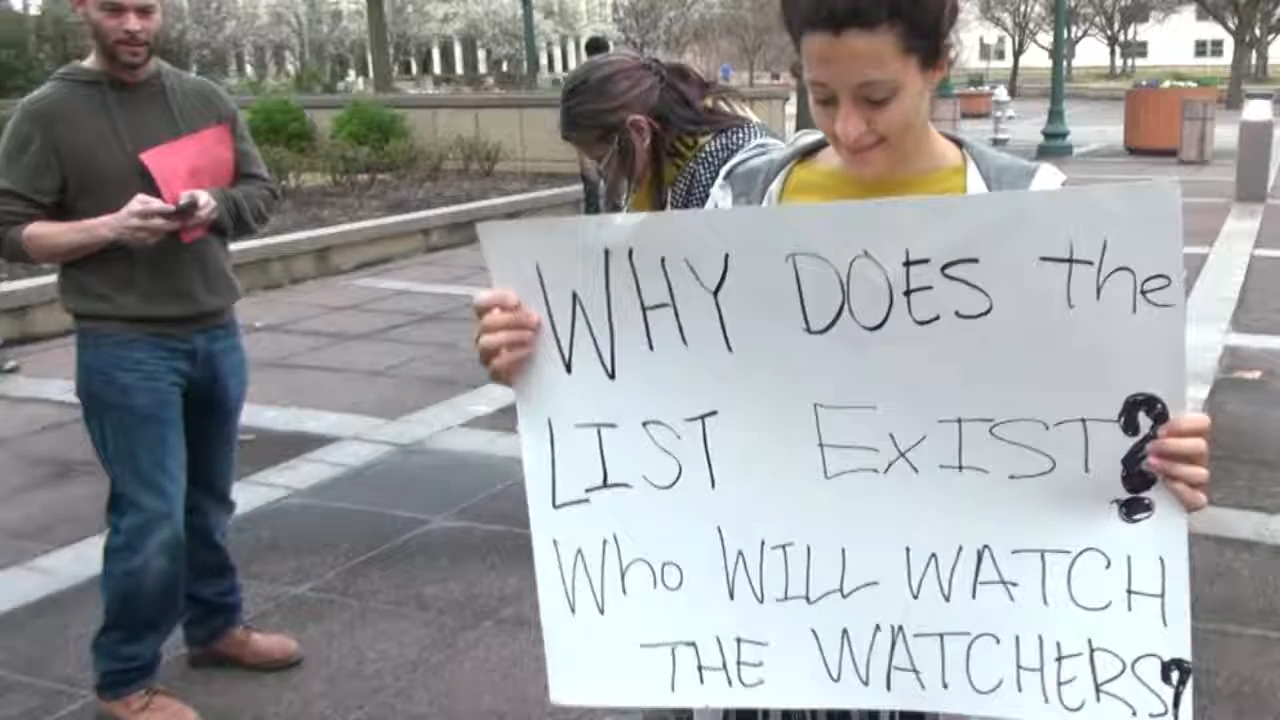 WHY DOES the
LIST ExIST?
Who WILL WATCH
THE WATCHERS?